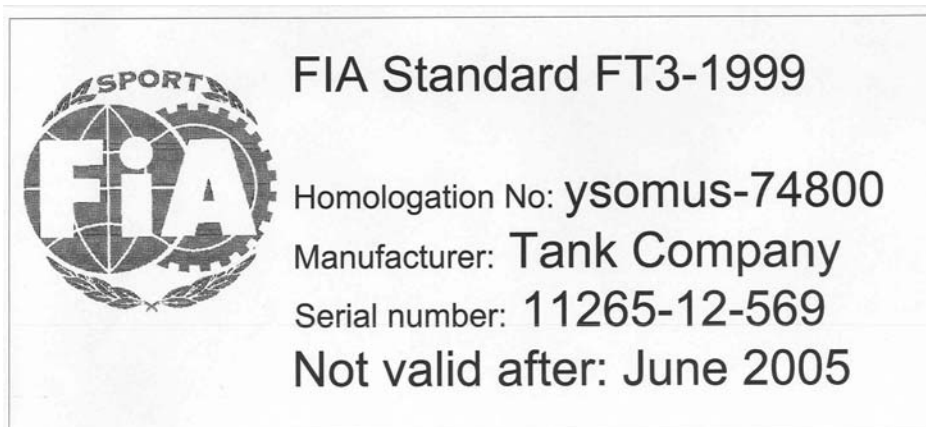 SPORT
FiA
FIA Standard FT3-1999
Homologation No: ysomus-74800
Manufacturer: Tank Company
Serial number: 11265-12-569
Not valid after: June 2005